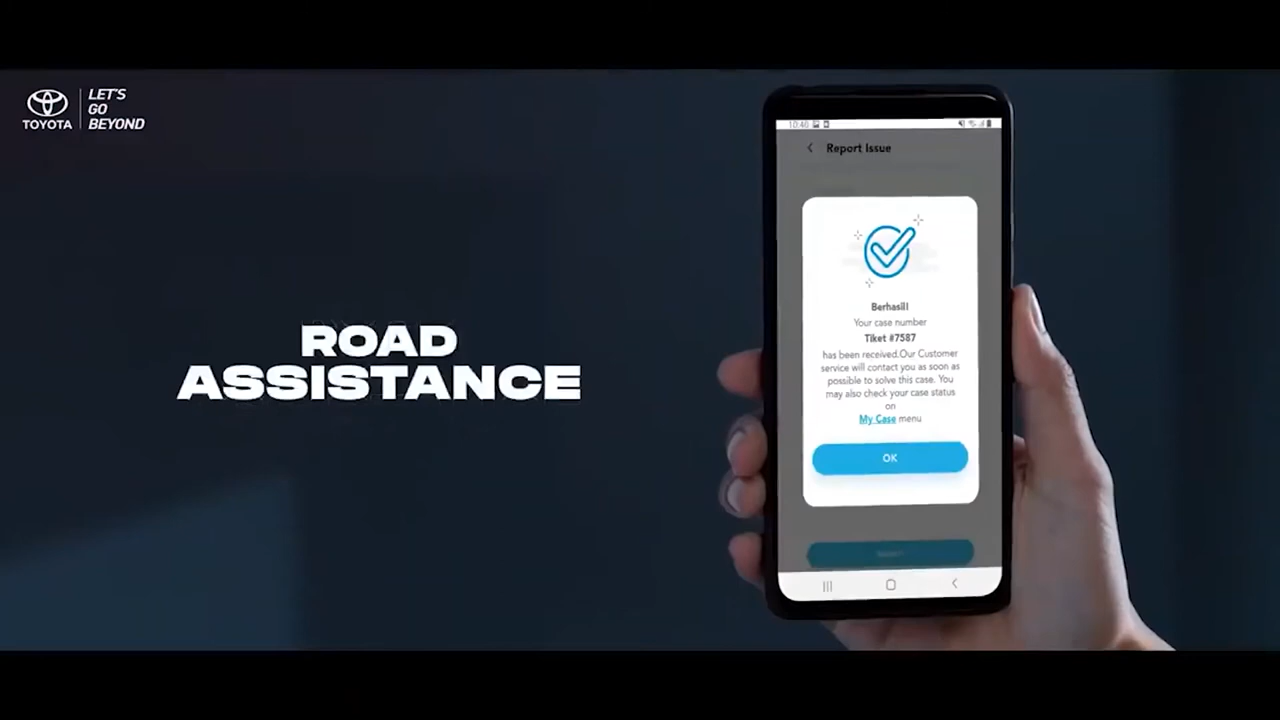 TOYOTA
LET'S
GO
BEYOND
ROAD
ASSISTANCE
10:40
Report Issue
Berhasil!
Your case number
Tiket #7587
has been received.Our Customer
service will contact you as soon as
possible to solve this case. You
may also check your case status
on
My Case menu
OK